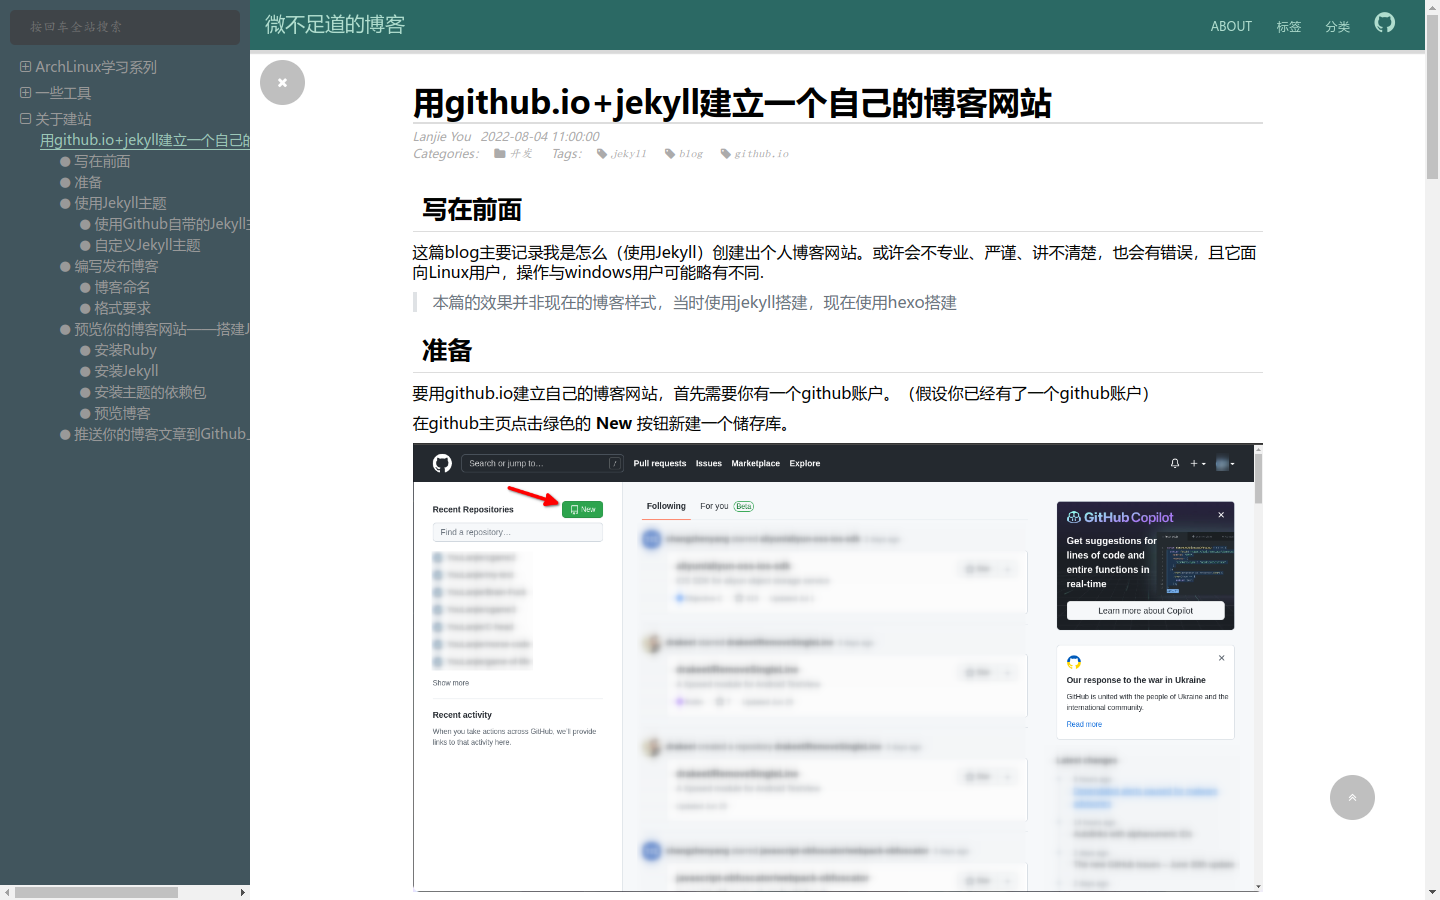 按回车全站搜索
ArchLinux学习系列
一些工具
关于建站
用github.io+jekyll建立一个自己的
写在前面
准备
使用Jekyll主题
使用Github自带的Jekyll主
自定义Jekyll主题
编写发布博客
博客命名
格式要求
预览你的博客网站——搭建J
安装Ruby
安装Jekyll
安装主题的依赖包
预览博客
推送你的博客文章到Github上
微不足道的博客
ABOUT 标签 分类
用github.io+jekyll建立一个自己的博客网站
Lanjie You 2022-08-04 11:00:00
Categories: 开发 Tags: jekyll blog github.io
写在前面
这篇blog主要记录我是怎么（使用Jekyll）创建出个人博客网站。或许会不专业、严谨、讲不清楚，也会有错误，且它面
向Linux用户，操作与windows用户可能略有不同.
本篇的效果并非现在的博客样式，当时使用jekyll搭建，现在使用hexo搭建
准备
要用github.io建立自己的博客网站，首先需要你有一个github账户。（假设你已经有了一个github账户）
在github主页点击绿色的 New 按钮新建一个储存库。
Search or jump to… / Pull requests Issues Marketplace Explore
Recent Repositories New
Find a repository…
Show more
Recent activity
When you take actions across GitHub, we'll provide
links to that activity here.
Following For you Beta
GitHub Copilot
Get suggestions for
lines of code and
entire functions in
real-time
Learn more about Copilot
Our response to the war in Ukraine
GitHub is united with the people of Ukraine and the
international community.
Read more
Latest changes